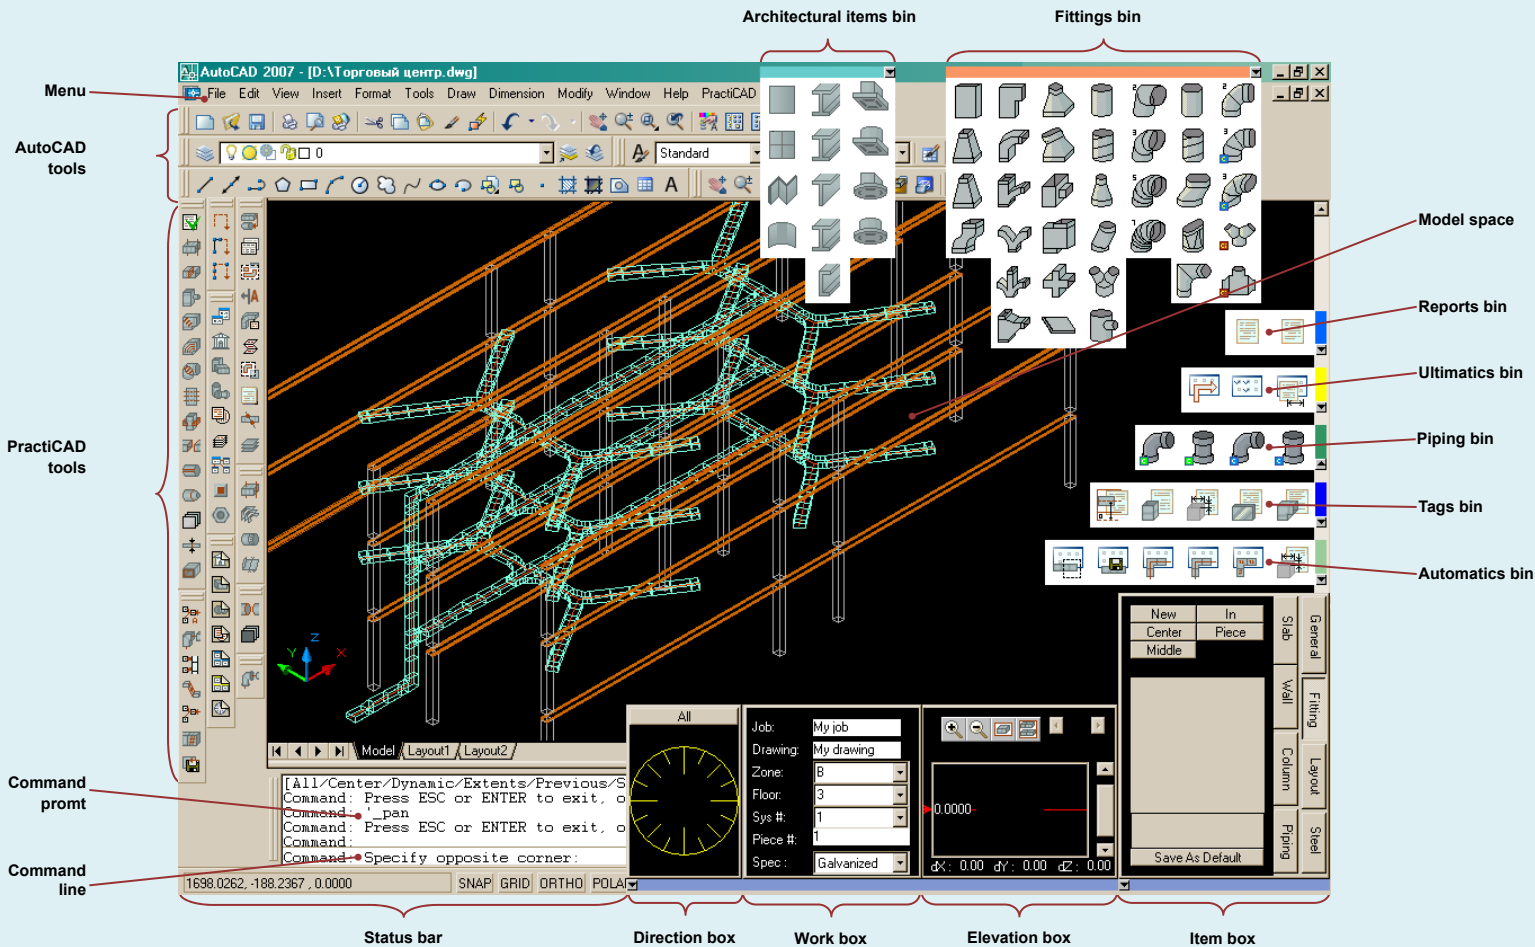 Architectural items bin
Fittings bin
AutoCAD 2007 - [D:\Торговый центр.dwg]
Menu
File Edit View Insert Format Tools Draw Dimension Modify Window Help PractiCAD
AutoCAD
tools
0
Standard
A
Model space
Reports bin
Ultimatics bin
Piping bin
PractiCAD
tools
Tags bin
Automatics bin
Z
Y
X
New In
Center Piece
Middle
Slab
Wall
Column
Piping
General
Fitting
Layout
Steel
Save As Default
All
Job: My job
Drawing: My drawing
Zone: B
Floor: 3
Sys #: 1
Piece #: 1
Spec : Galvanized
0.0000
dX: 0.00 dY: 0.00 dZ: 0.00
Model Layout1 Layout2
Command
promt
[All/Center/Dynamic/Extents/Previous/S
Command: Press ESC or ENTER to exit, o
Command: '_pan
Command: Press ESC or ENTER to exit, o
Command:
Command: Specify opposite corner:
Command
line
1698.0262, -188.2367 , 0.0000
SNAP GRID ORTHO POLA
Status bar
Direction box
Work box
Elevation box
Item box